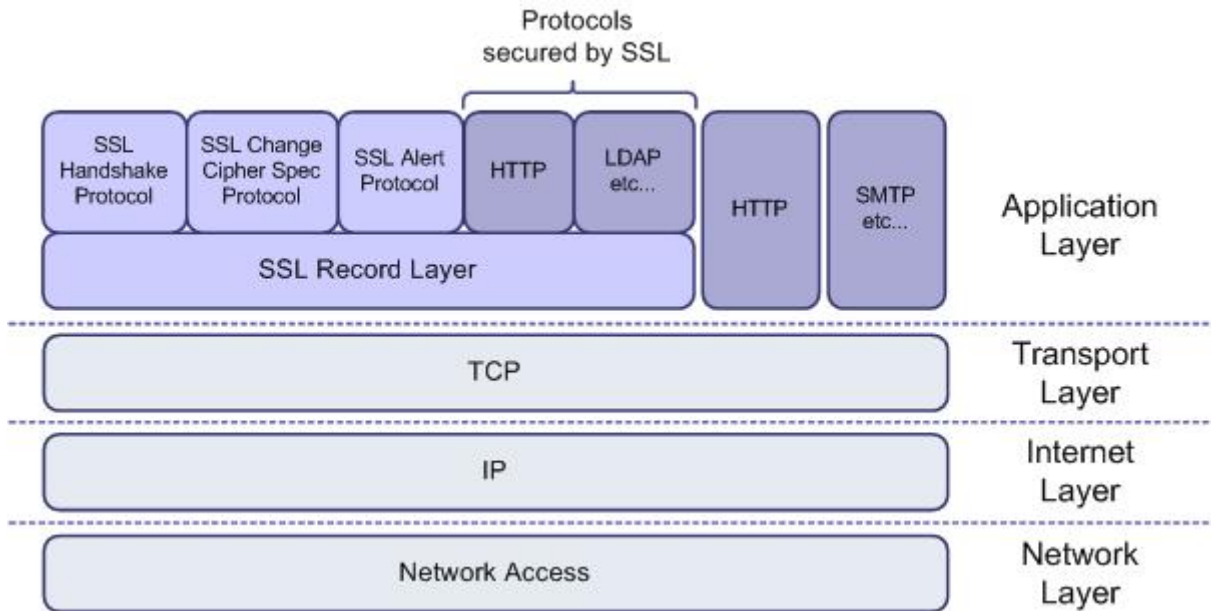 Protocols
secured by SSL
SSL
Handshake
Protocol
SSL Change
Cipher Spec
Protocol
SSL Alert
Protocol
HTTP
LDAP
etc...
HTTP
SMTP
etc...
Application
Layer
SSL Record Layer
TCP
Transport
Layer
IP
Internet
Layer
Network Access
Network
Layer